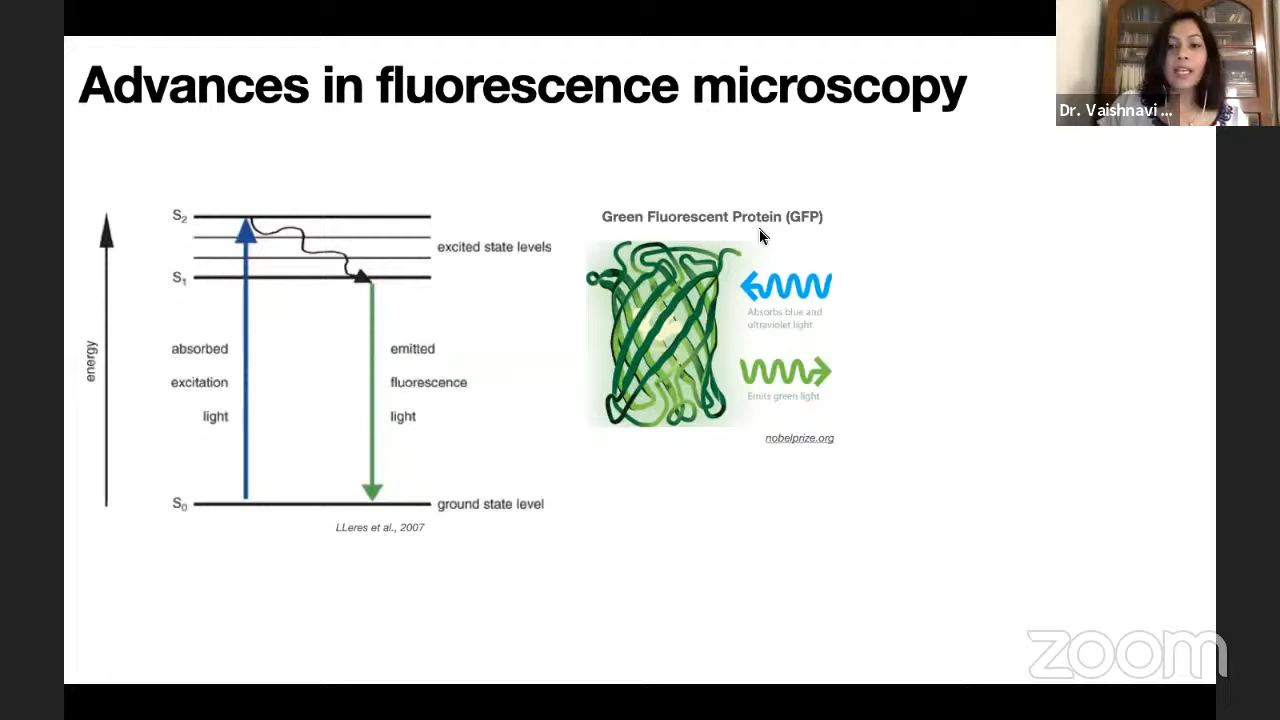 Advances in fluorescence microscopy
Dr. Vaishnavi ...
S2
excited state levels
S1
energy
absorbed
excitation
light
emitted
fluorescence
light
S0
ground state level
LLeres et al., 2007
Green Fluorescent Protein (GFP)
Absorbs blue and
ultraviolet light
Emits green light
nobelprize.org
zoom